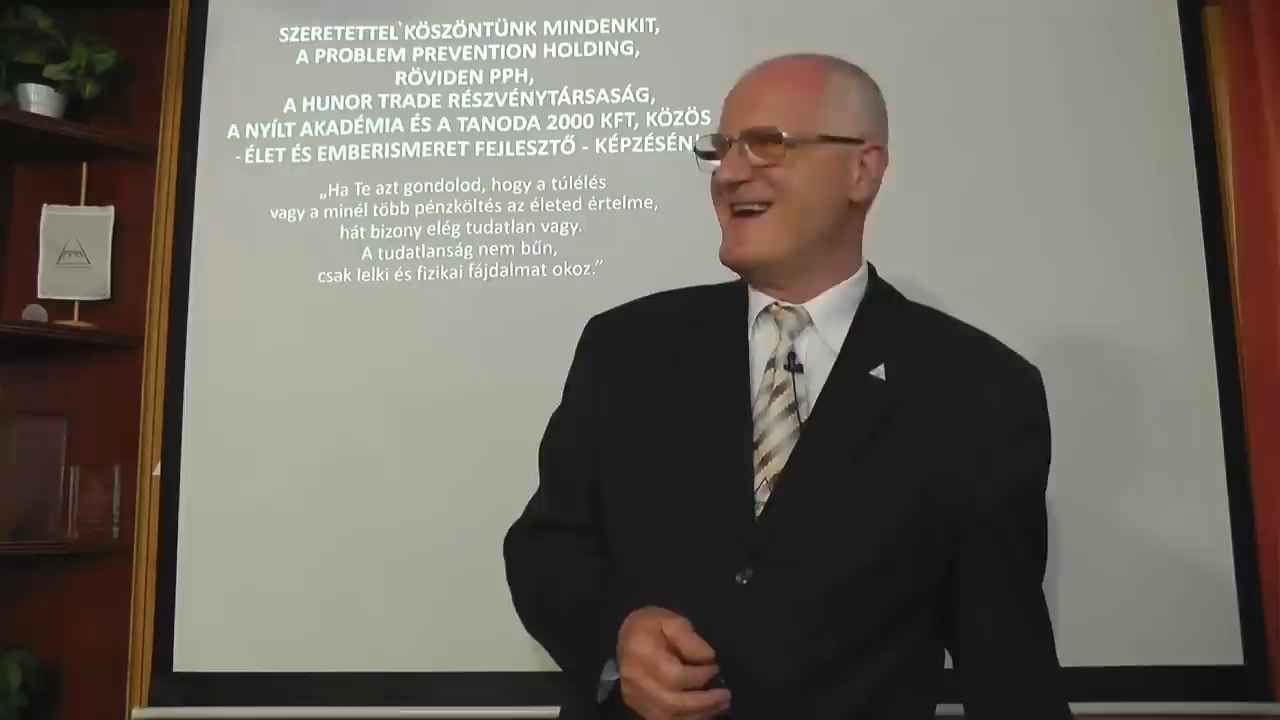 SZERETETTEL KÖSZÖNTÜNK MINDENKIT,
A PROBLEM PREVENTION HOLDING,
RÖVIDEN PPH,
A HUNOR TRADE RÉSZVÉNYTÁRSASÁG,
A NYÍLT AKADÉMIA ÉS A TANODA 2000 KFT, KÖZÖS
- ÉLET ÉS EMBERISMERET FEJLESZTŐ - KÉPZÉSÉN!
„Ha Te azt gondolod, hogy a túlélés
vagy a minél több pénzköltés az életed értelme,
hát bizony elég tudatlan vagy.
A tudatlanság nem bűn,
csak lelki és fizikai fájdalmat okoz.”